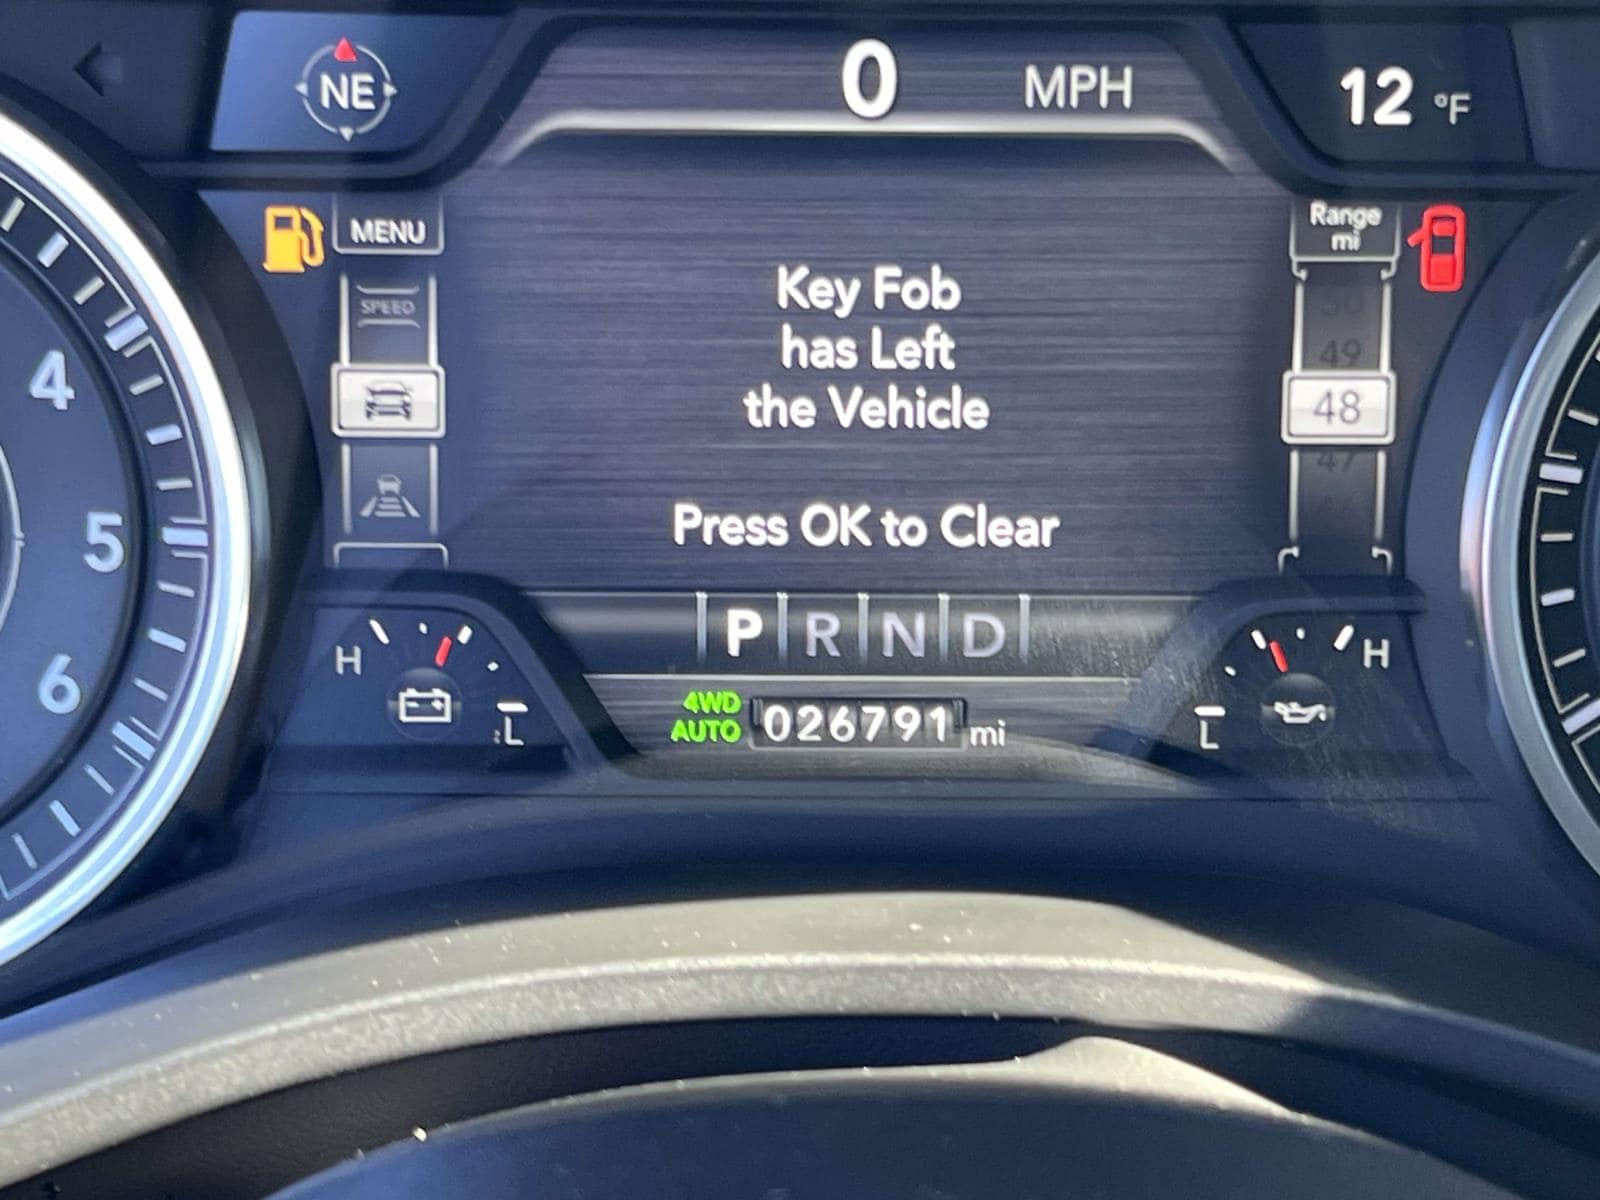 NE
0 MPH
12 °F
MENU
SPEED
Range
mi
49
48
47
Key Fob
has Left
the Vehicle
Press OK to Clear
P R N D
4WD
AUTO
026791 mi
H
L
H
L
4
5
6